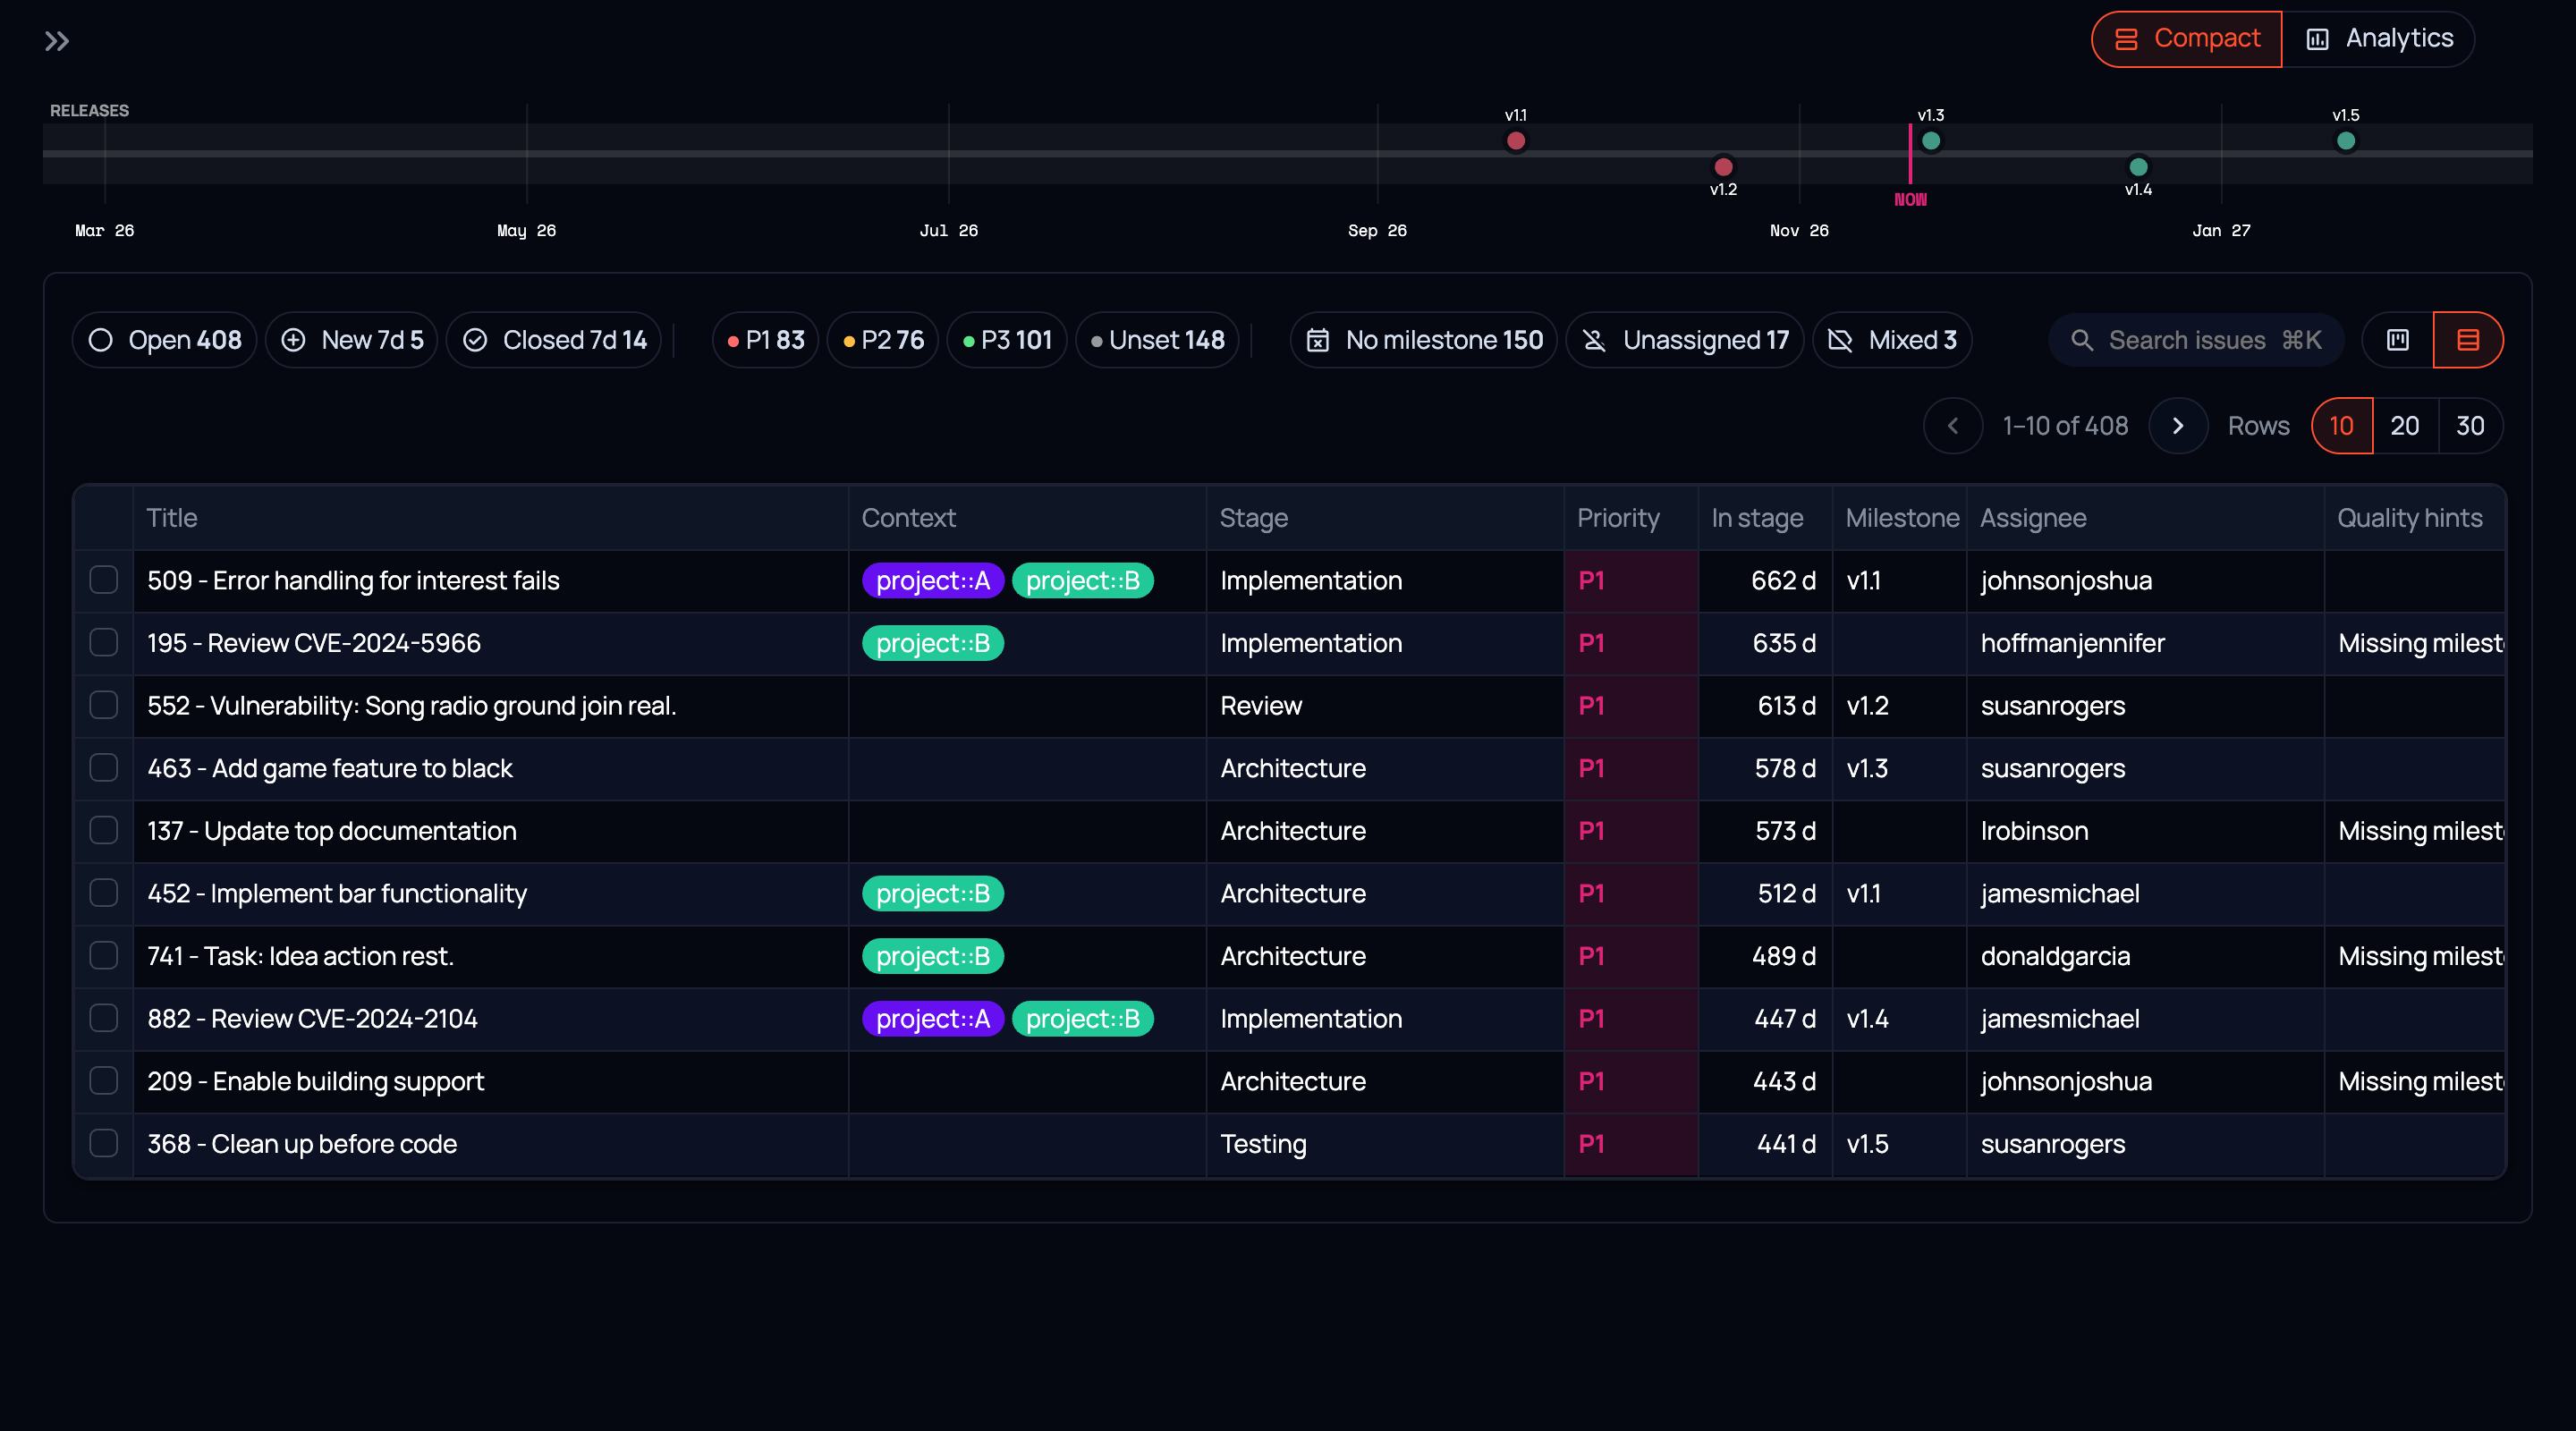 Compact Analytics
RELEASES
v1.1 v1.3 v1.5
v1.2 v1.4
NOW
Mar 26 May 26 Jul 26 Sep 26 Nov 26 Jan 27
Open 408 New 7d 5 Closed 7d 14 P1 83 P2 76 P3 101 Unset 148 No milestone 150 Unassigned 17 Mixed 3 Search issues ⌘K
1–10 of 408 Rows 10 20 30
Title Context Stage Priority In stage Milestone Assignee Quality hints
509 - Error handling for interest fails project::A project::B Implementation P1 662 d v1.1 johnsonjoshua
195 - Review CVE-2024-5966 project::B Implementation P1 635 d hoffmanjennifer Missing milest
552 - Vulnerability: Song radio ground join real. Review P1 613 d v1.2 susanrogers
463 - Add game feature to black Architecture P1 578 d v1.3 susanrogers
137 - Update top documentation Architecture P1 573 d lrobinson Missing milest
452 - Implement bar functionality project::B Architecture P1 512 d v1.1 jamesmichael
741 - Task: Idea action rest. project::B Architecture P1 489 d donaldgarcia Missing milest
882 - Review CVE-2024-2104 project::A project::B Implementation P1 447 d v1.4 jamesmichael
209 - Enable building support Architecture P1 443 d johnsonjoshua Missing milest
368 - Clean up before code Testing P1 441 d v1.5 susanrogers